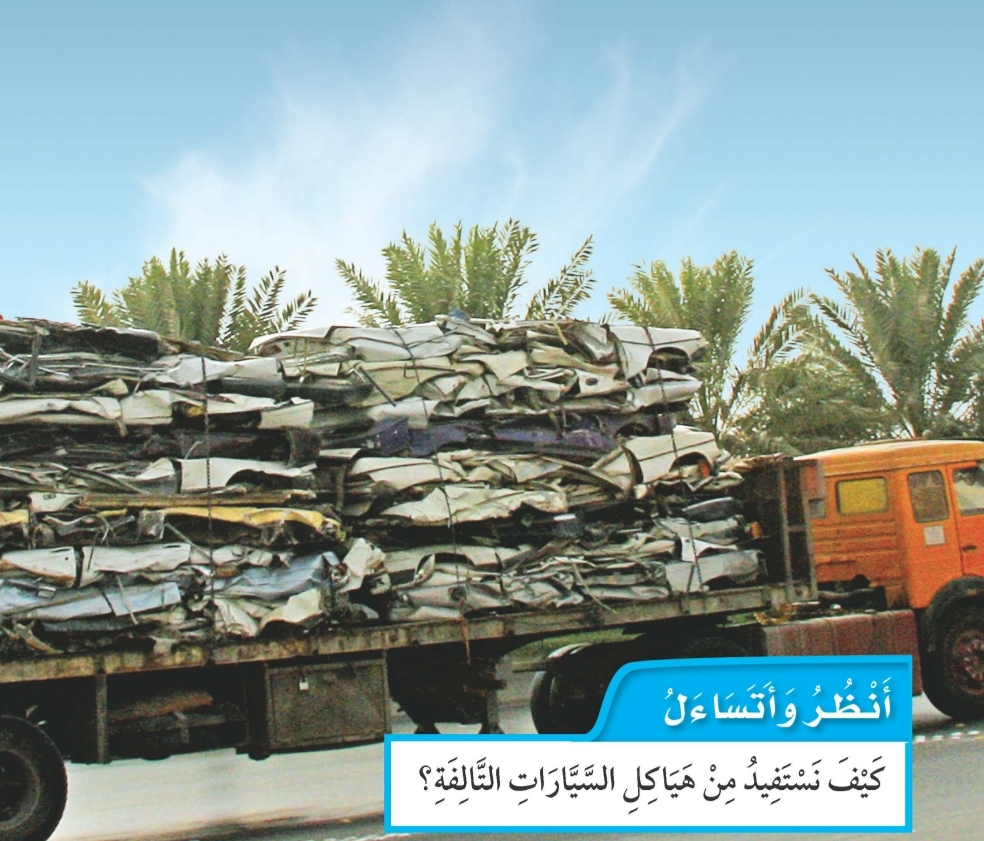 أَنْظُرُ وَأَتَسَاءَلُ
كَيْفَ نَسْتَفِيدُ مِنْ هَيَاكِلِ السَّيَّارَاتِ التَّالِفَةِ؟